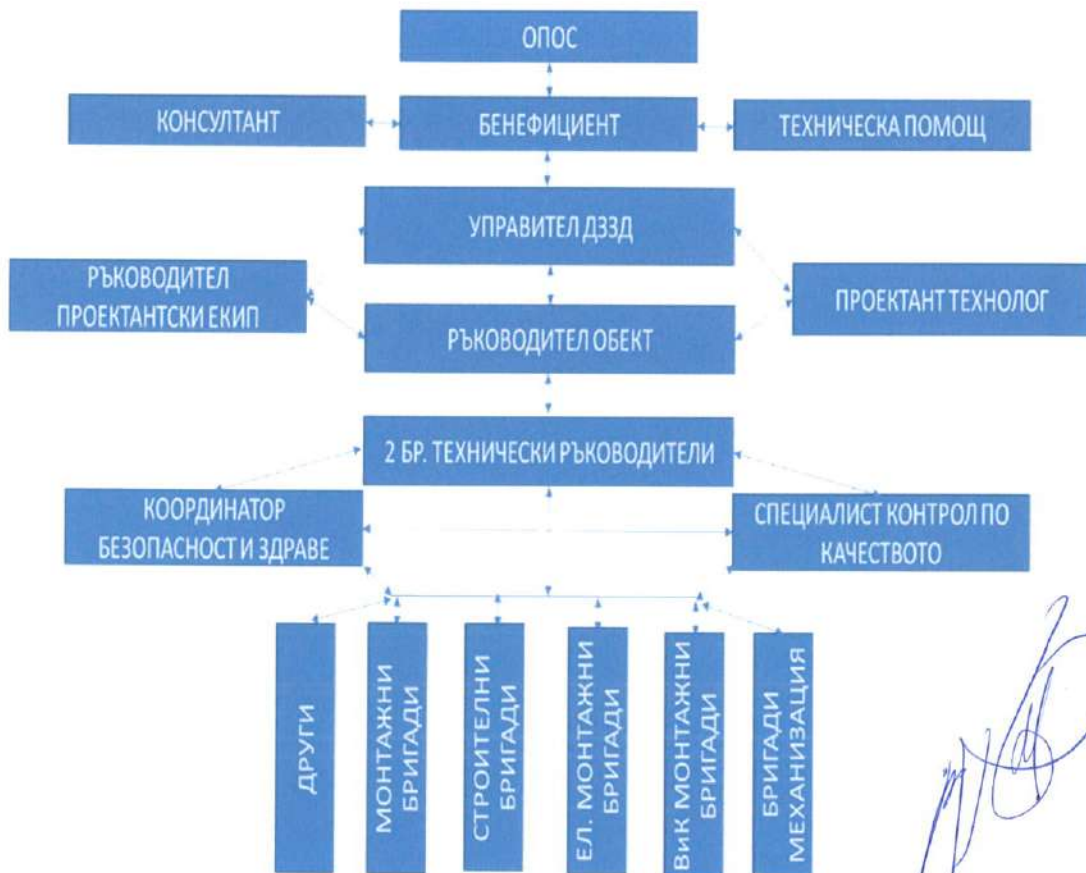 ОПОС
КОНСУЛТАНТ
БЕНЕФИЦИЕНТ
ТЕХНИЧЕСКА ПОМОЩ
УПРАВИТЕЛ ДЗЗД
РЪКОВОДИТЕЛ
ПРОЕКТАНТСКИ ЕКИП
ПРОЕКТАНТ ТЕХНОЛОГ
РЪКОВОДИТЕЛ ОБЕКТ
2 БР. ТЕХНИЧЕСКИ РЪКОВОДИТЕЛИ
КООРДИНАТОР
БЕЗОПАСНОСТ И ЗДРАВЕ
СПЕЦИАЛИСТ КОНТРОЛ ПО
КАЧЕСТВОТО
ДРУГИ
МОНТАЖНИ
БРИГАДИ
СТРОИТЕЛНИ
БРИГАДИ
ЕЛ. МОНТАЖНИ
БРИГАДИ
ВиК МОНТАЖНИ
БРИГАДИ
БРИГАДИ
МЕХАНИЗАЦИЯ